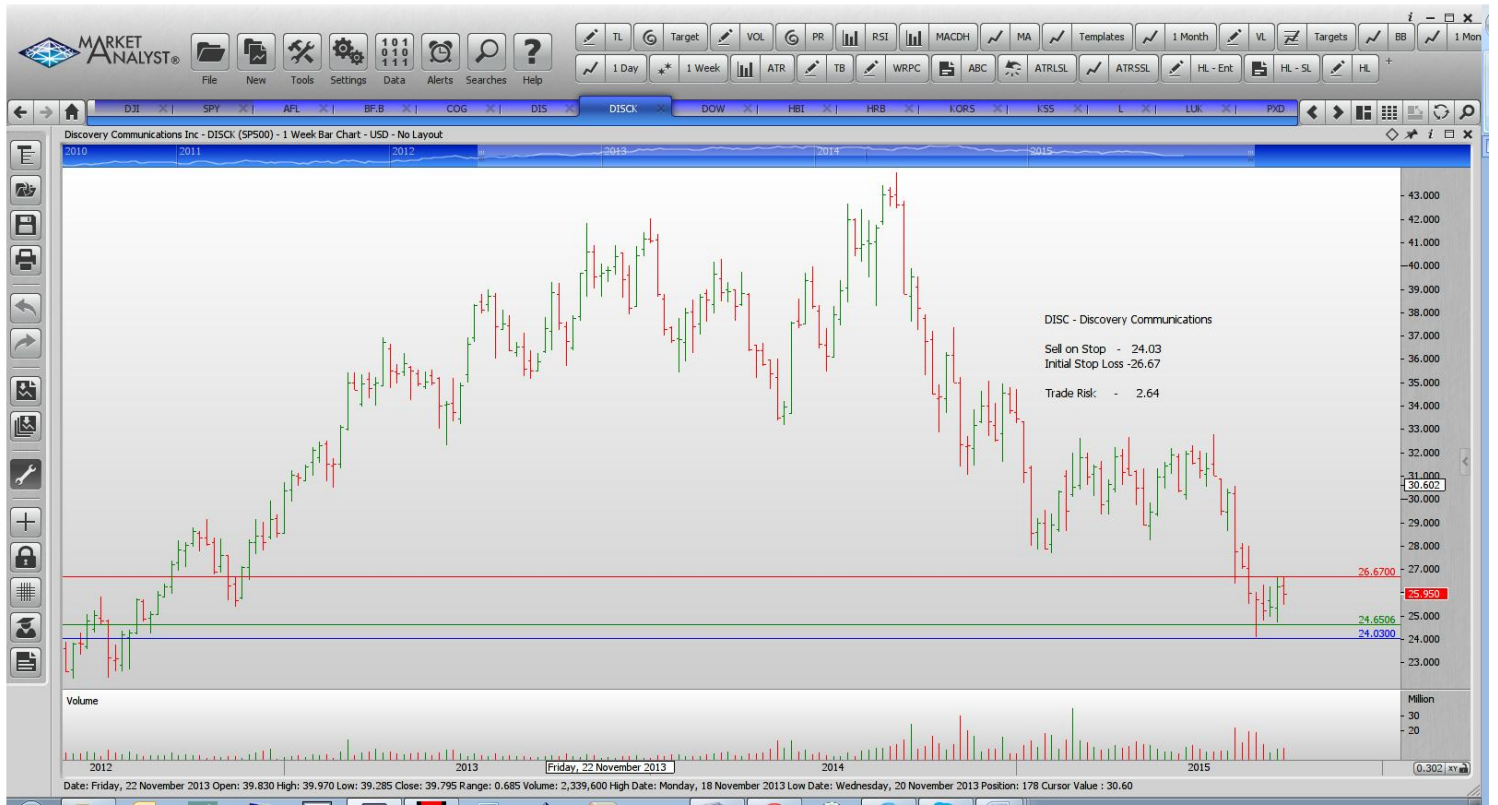 MARKET
ANALYST®
File
New
Tools
Settings
101
010
111
Data
Alerts
Searches
Help
TL
Target
VOL
PR
RSI
MACDH
MA
Templates
1 Month
VL
Targets
BB
1 Mon
1 Day
1 Week
ATR
TB
WRPC
ABC
ATRLSL
ATRSSL
HL - Ent
HL - SL
HL
DJI
SPY
AFL
BF.B
COG
DIS
DISCK
DOW
HBI
HRB
KORS
KSS
L
LUK
PXD
Discovery Communications Inc - DISCK (SP500) - 1 Week Bar Chart - USD - No Layout
2010 2011 2012 2013 2014 2015
43.000
42.000
41.000
40.000
39.000
DISC - Discovery Communications
38.000
37.000
Sell on Stop - 24.03
36.000
Initial Stop Loss -26.67
35.000
Trade Risk - 2.64
34.000
33.000
32.000
31.000
30.602
30.000
29.000
28.000
27.000
26.6700
25.950
25.000
24.6506
24.0300
24.000
23.000
Volume
Million
30
20
2012 2013 Friday, 22 November 2013 2014 2015
0.302 XY
Date: Friday, 22 November 2013 Open: 39.830 High: 39.970 Low: 39.285 Close: 39.795 Range: 0.685 Volume: 2,339,600 High Date: Monday, 18 November 2013 Low Date: Wednesday, 20 November 2013 Position: 178 Cursor Value : 30.60